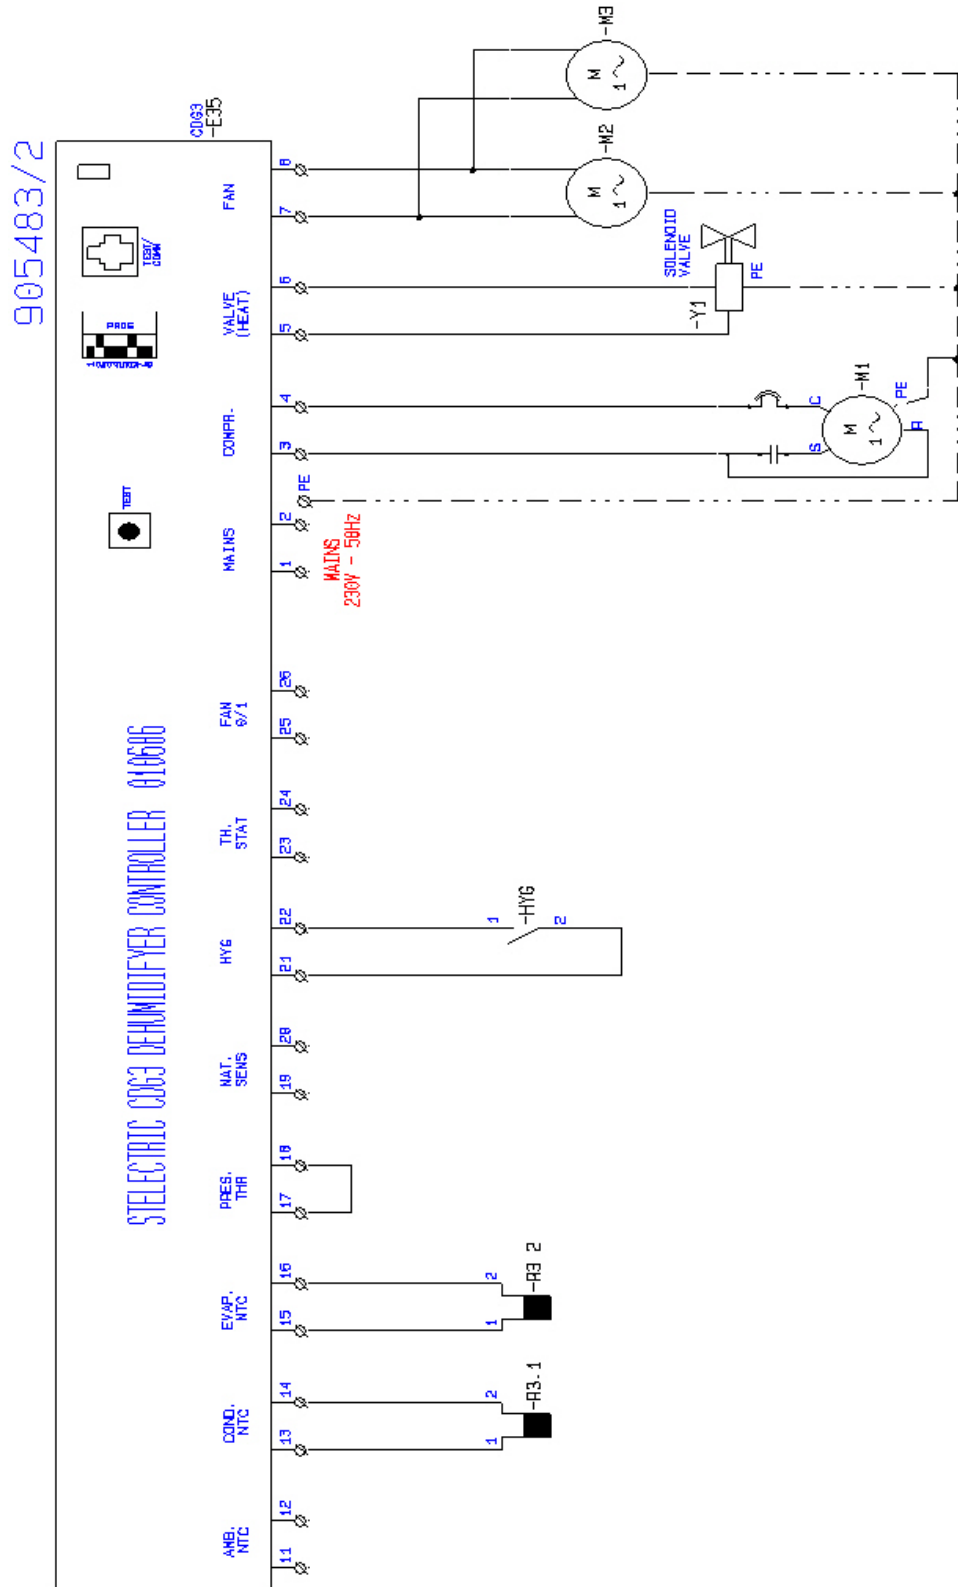 905483/2
STELECTRIC CDG3 DEHUMIDIFYER CONTROLLER 010606
CDG3
-E35
TEST/
COMM
PROG
TEST
FAN
8
7
VALVE
(HEAT)
6
5
COMPR-
4
3
PE
MAINS
2
1
MAINS
230V - 50Hz
FAN
0/1
26
25
TH.
STAT
24
23
HYG
22
21
NAT.
SENS
20
19
PRES.
THR
18
17
EVAP.
NTC
16
15
COND.
NTC
14
13
AMB.
NTC
12
11
-M3
M
1
-M2
M
1
SOLENOID
VALVE
PE
-Y1
-M1
M
1
C
S
R
PE
1
-HYG
2
2
1
-R3 2
2
1
-R3.1